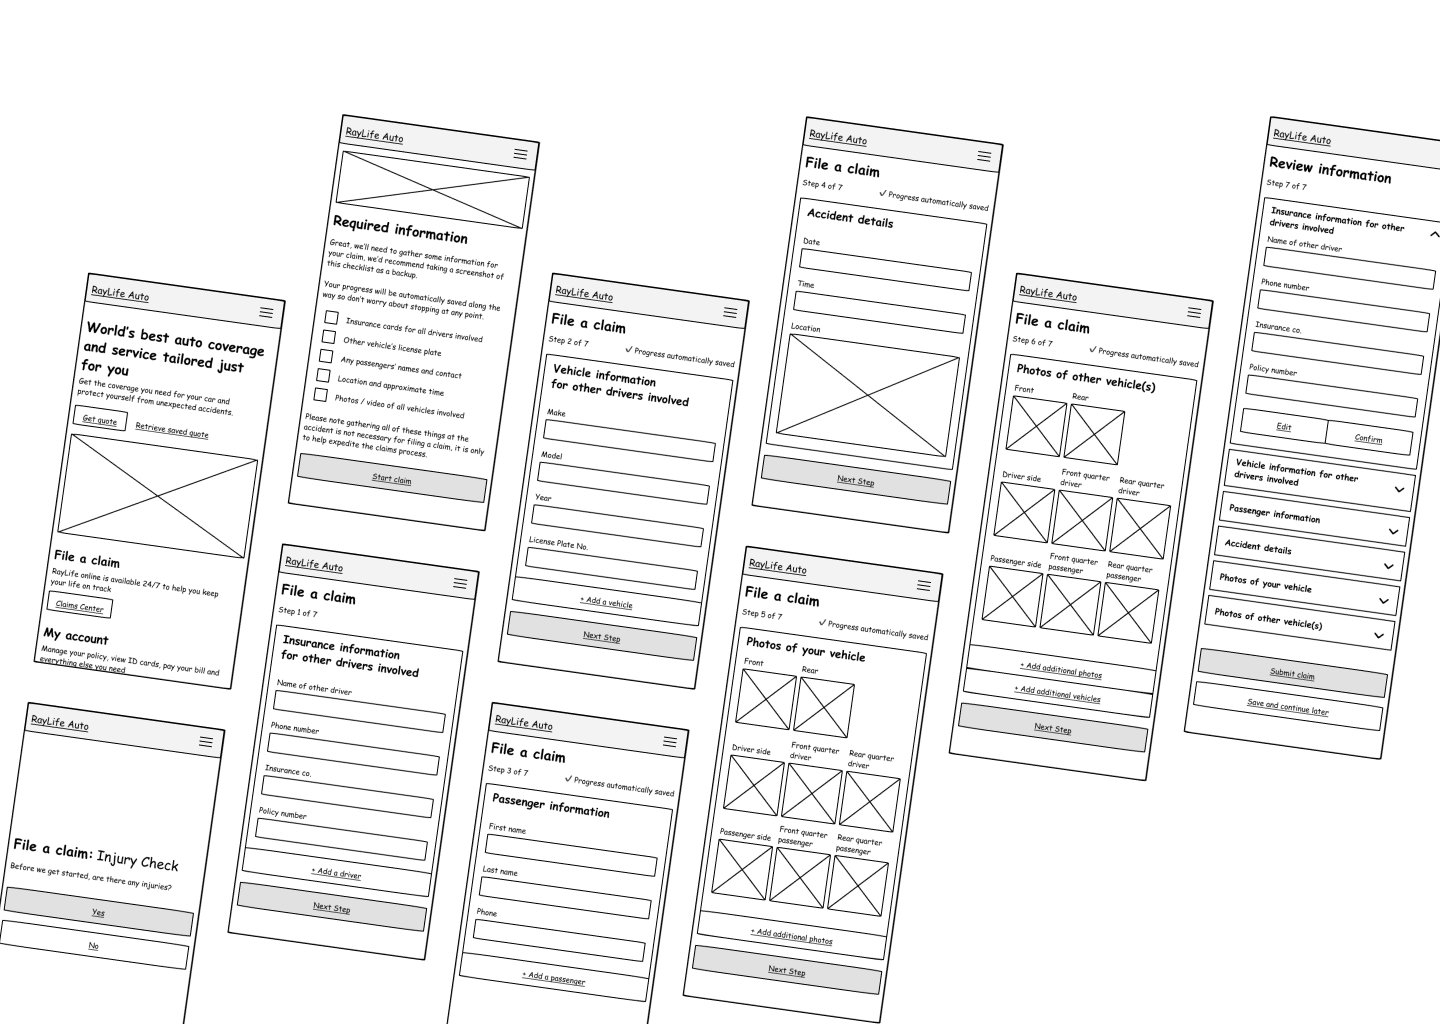 RayLife Auto
World's best auto coverage
and service tailored just
for you
Get the coverage you need for your car and
protect yourself from unexpected accidents.
Get quote
Retrieve saved quote
File a claim
RayLife online is available 24/7 to help you keep
your life on track
Claims Center
My account
Manage your policy, view ID cards, pay your bill and
everything else you need
RayLife Auto
File a claim: Injury Check
Before we get started, are there any injuries?
Yes
No
RayLife Auto
Required information
Great, we'll need to gather some information for
your claim, we'd recommend taking a screenshot of
this checklist as a backup.
Your progress will be automatically saved along the
way so don't worry about stopping at any point.
Insurance cards for all drivers involved
Other vehicle's license plate
Any passengers' names and contact
Location and approximate time
Photos / video of all vehicles involved
Please note gathering all of these things at the
accident is not necessary for filing a claim, it is only
to help expedite the claims process.
Start claim
RayLife Auto
File a claim
Step 1 of 7
Insurance information
for other drivers involved
Name of other driver
Phone number
Insurance co.
Policy number
+ Add a driver
Next Step
RayLife Auto
File a claim
Step 2 of 7
✓ Progress automatically saved
Vehicle information
for other drivers involved
Make
Model
Year
License Plate No.
+ Add a vehicle
Next Step
RayLife Auto
File a claim
Step 3 of 7
✓ Progress automatically saved
Passenger information
First name
Last name
Phone
+ Add a passenger
RayLife Auto
File a claim
Step 4 of 7
✓ Progress automatically saved
Accident details
Date
Time
Location
Next Step
RayLife Auto
File a claim
Step 5 of 7
✓ Progress automatically saved
Photos of your vehicle
Front
Rear
Driver side
Front quarter
driver
Rear quarter
driver
Passenger side
Front quarter
passenger
Rear quarter
passenger
+ Add additional photos
Next Step
RayLife Auto
File a claim
Step 6 of 7
✓ Progress automatically saved
Photos of other vehicle(s)
Front
Rear
Driver side
Front quarter
driver
Rear quarter
driver
Passenger side
Front quarter
passenger
Rear quarter
passenger
+ Add additional photos
+ Add additional vehicles
Next Step
RayLife Auto
Review information
Step 7 of 7
Insurance information for other
drivers involved
Name of other driver
Phone number
Insurance co.
Policy number
Edit
Confirm
Vehicle information for other
drivers involved
Passenger information
Accident details
Photos of your vehicle
Photos of other vehicle(s)
Submit claim
Save and continue later